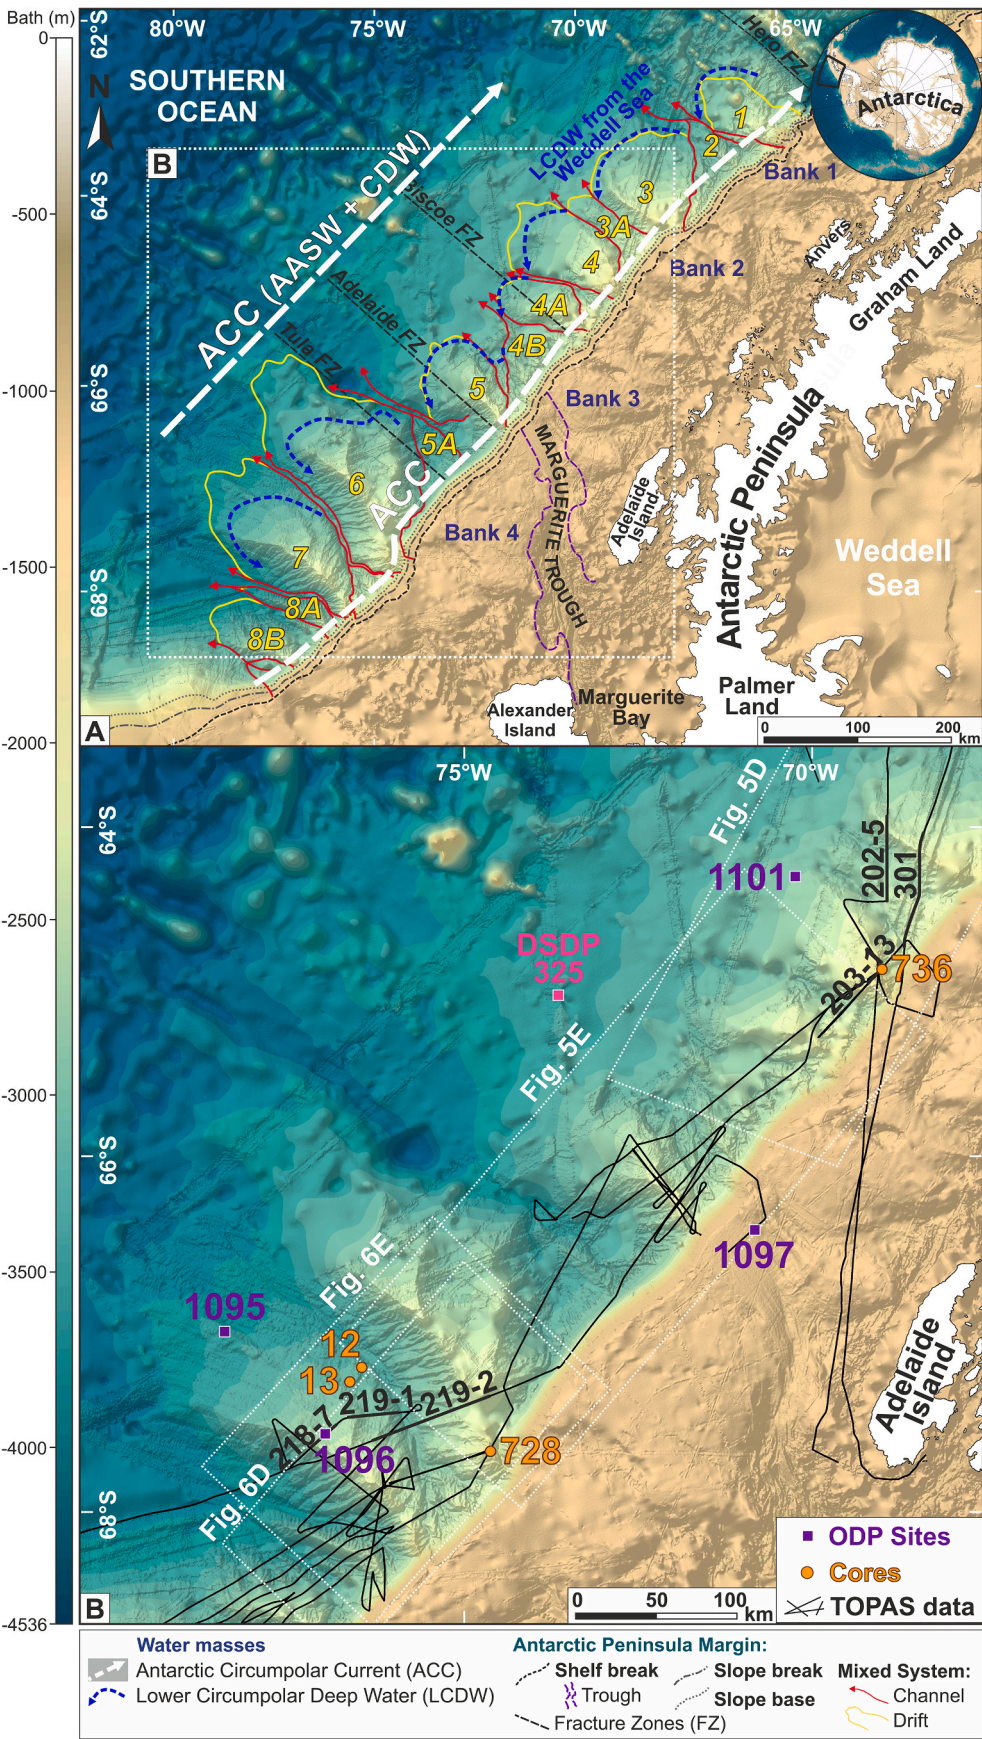 Bath (m)
0
-500
-1000
-1500
-2000
-2500
-3000
-3500
-4000
-4536
80°W
75°W
70°W
65°W
62°S
64°S
66°S
68°S
N
SOUTHERN
OCEAN
B
Hero FZ
LCDW from the
Weddell Sea
ACC (AASW + CDW)
Biscoe FZ
Adelaide FZ
Tula FZ
ACC
1
2
3
3A
4
4A
4B
5
5A
6
7
8A
8B
Antarctica
Bank 1
Bank 2
Bank 3
Bank 4
MARGUERITE TROUGH
Anvers
Graham Land
Adelaide
Island
Antarctic Peninsula
Weddell
Sea
Palmer
Land
Marguerite
Bay
Alexander
Island
A
0 100 200
km
75°W
70°W
64°S
66°S
68°S
Fig. 5D
1101
202-5
301
DSDP
325
203-13
736
Fig. 5E
1097
Fig. 6E
1095
12
13
219-1
219-2
218-7
1096
728
Fig. 6D
Adelaide
Island
B
0 50 100
km
ODP Sites
Cores
TOPAS data
Water masses
Antarctic Circumpolar Current (ACC)
Lower Circumpolar Deep Water (LCDW)
Antarctic Peninsula Margin:
Shelf break
Trough
Fracture Zones (FZ)
Slope break
Slope base
Mixed System:
Channel
Drift